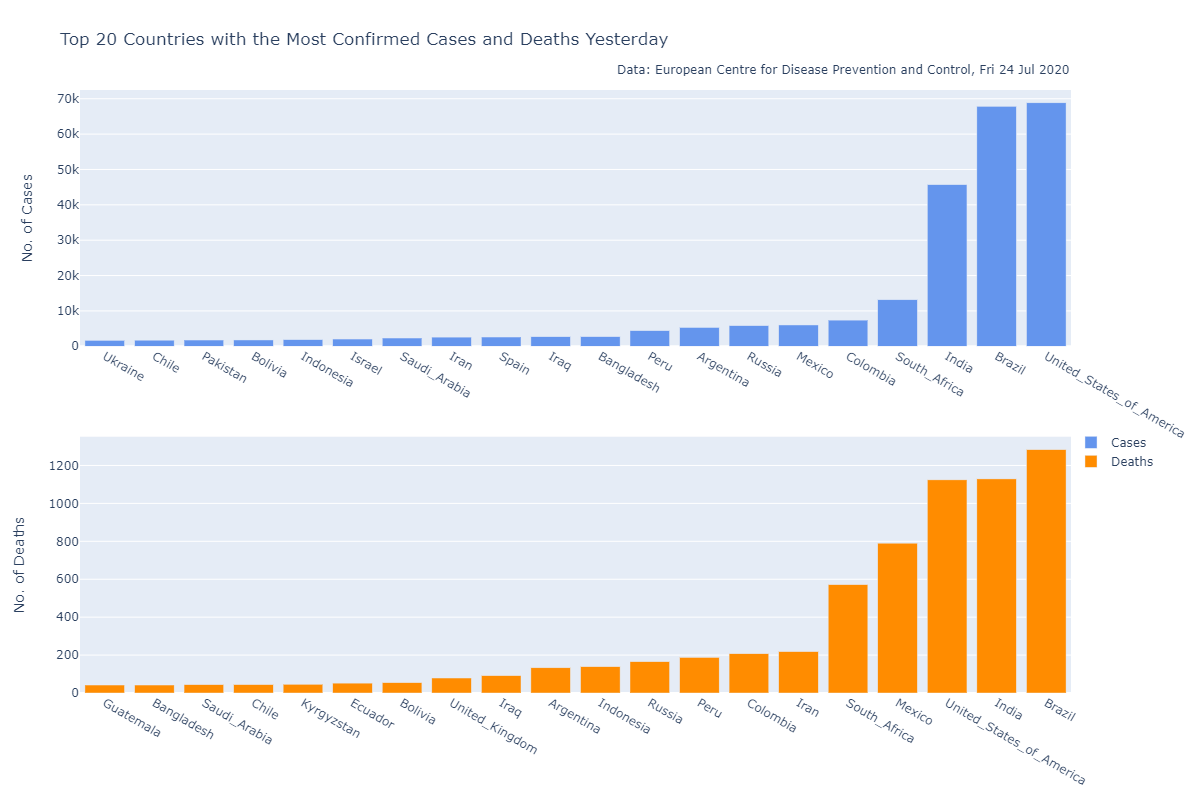 Top 20 Countries with the Most Confirmed Cases and Deaths Yesterday
Data: European Centre for Disease Prevention and Control, Fri 24 Jul 2020
No. of Cases
70k
60k
50k
40k
30k
20k
10k
0
Ukraine
Chile
Pakistan
Bolivia
Indonesia
Israel
Saudi_Arabia
Iran
Spain
Iraq
Bangladesh
Peru
Argentina
Russia
Mexico
Colombia
South_Africa
India
Brazil
United_States_of_America
Cases
Deaths
No. of Deaths
1200
1000
800
600
400
200
0
Guatemala
Bangladesh
Saudi_Arabia
Chile
Kyrgyzstan
Ecuador
Bolivia
United_Kingdom
Iraq
Argentina
Indonesia
Russia
Peru
Colombia
Iran
South_Africa
Mexico
United_States_of_America
India
Brazil